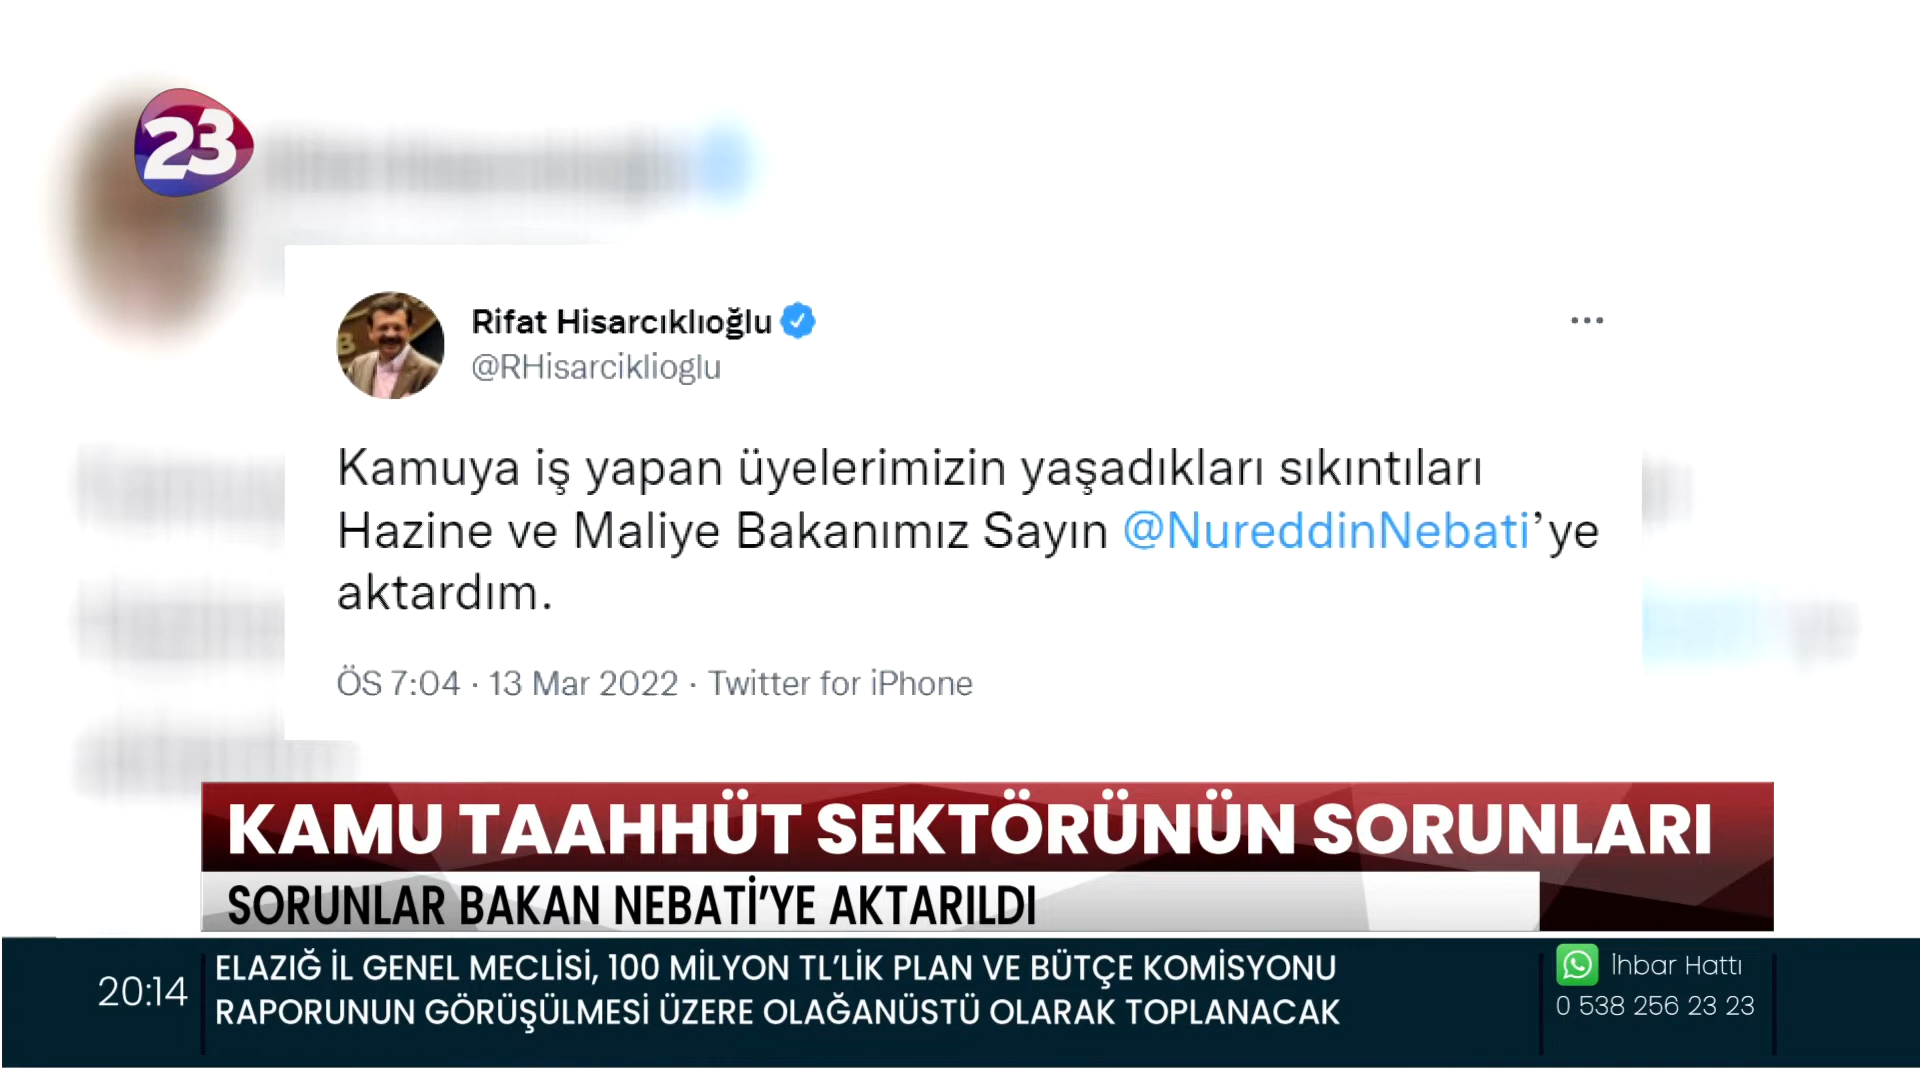 23
Rifat Hisarcıklıoğlu
@RHisarciklioglu
Kamuya iş yapan üyelerimizin yaşadıkları sıkıntıları
Hazine ve Maliye Bakanımız Sayın @NureddinNebati’ye
aktardım.
ÖS 7:04 · 13 Mar 2022 · Twitter for iPhone
KAMU TAAHHÜT SEKTÖRÜNÜN SORUNLARI
SORUNLAR BAKAN NEBATİ’YE AKTARILDI
20:14
ELAZIĞ İL GENEL MECLİSİ, 100 MİLYON TL’LİK PLAN VE BÜTÇE KOMİSYONU
RAPORUNUN GÖRÜŞÜLMESİ ÜZERE OLAĞANÜSTÜ OLARAK TOPLANACAK
İhbar Hattı
0 538 256 23 23